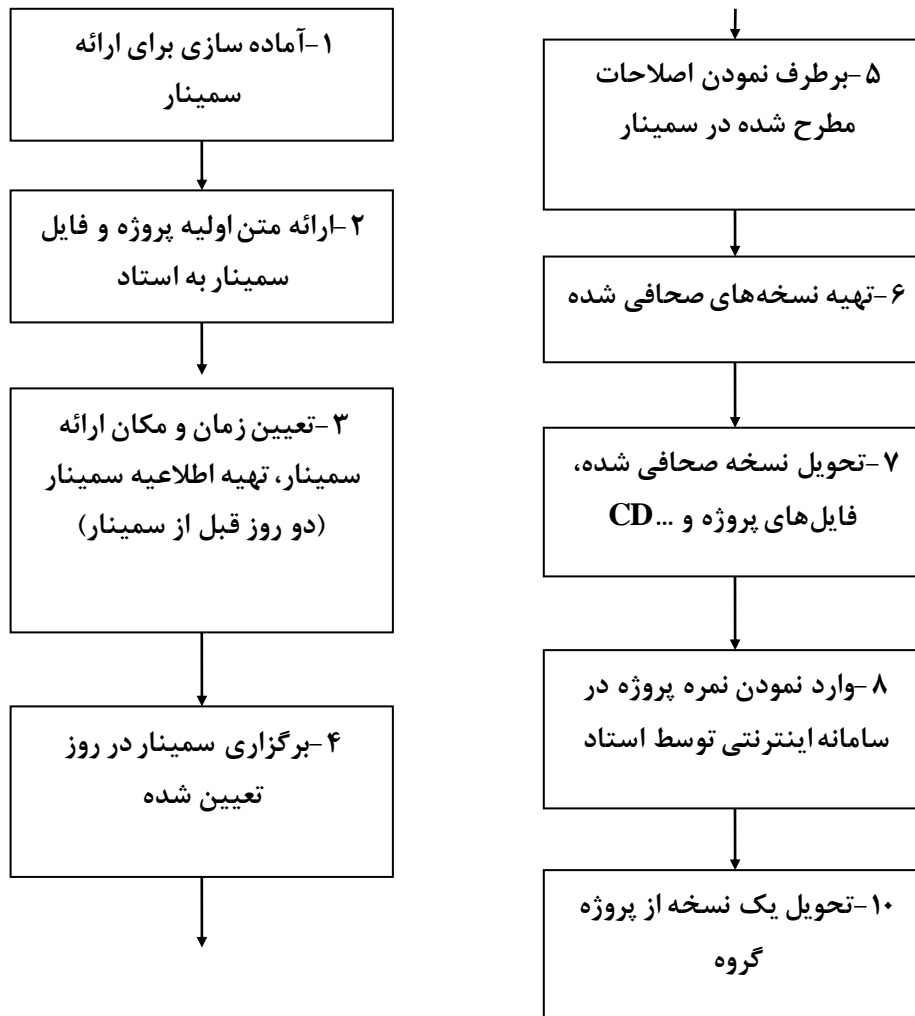 ۱-آماده سازی برای ارائه
سمینار
۲-ارائه متن اولیه پروژه و فایل
سمینار به استاد
۳-تعیین زمان و مکان ارائه
سمینار، تهیه اطلاعیه سمینار
(دو روز قبل از سمینار)
۴-برگزاری سمینار در روز
تعیین شده
۵-برطرف نمودن اصلاحات
مطرح شده در سمینار
۶-تهیه نسخه‌های صحافی شده
۷-تحویل نسخه صحافی شده،
فایل‌های پروژه و ... CD
۸-وارد نمودن نمره پروژه در
سامانه اینترنتی توسط استاد
۱۰-تحویل یک نسخه از پروژه
گروه